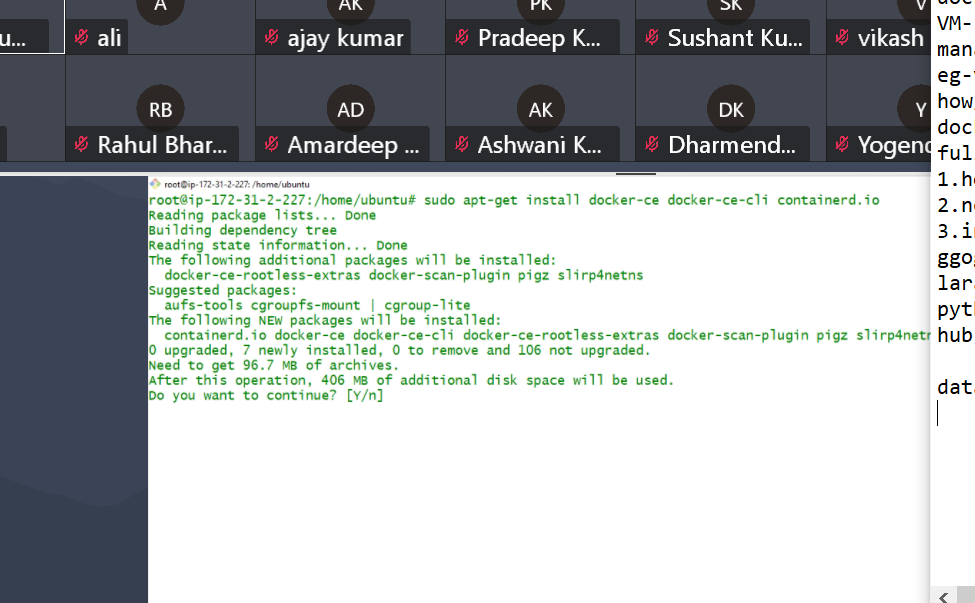 A AK PK SK V
u... ali ajay kumar Pradeep K... Sushant Ku... vikash
RB AD AK DK Y
Rahul Bhar... Amardeep ... Ashwani K... Dharmend... Yogend
root@ip-172-31-2-227: /home/ubuntu
root@ip-172-31-2-227:/home/ubuntu# sudo apt-get install docker-ce docker-ce-cli containerd.io
Reading package lists... Done
Building dependency tree
Reading state information... Done
The following additional packages will be installed:
docker-ce-rootless-extras docker-scan-plugin pigz slirp4netns
Suggested packages:
aufs-tools cgroupfs-mount | cgroup-lite
The following NEW packages will be installed:
containerd.io docker-ce docker-ce-cli docker-ce-rootless-extras docker-scan-plugin pigz slirp4netn
0 upgraded, 7 newly installed, 0 to remove and 106 not upgraded.
Need to get 96.7 MB of archives.
After this operation, 406 MB of additional disk space will be used.
Do you want to continue? [Y/n]
VM-
mana
eg-
how
doc
ful
1.h
2.n
3.i
ggo
lar
pyt
hub
dat